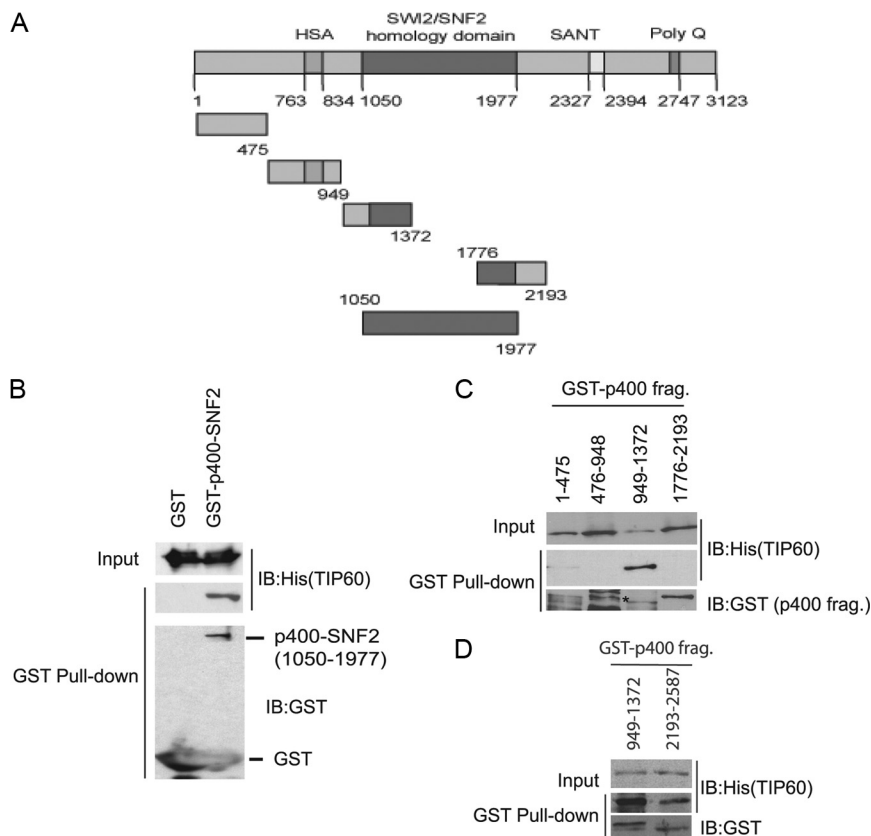 A
HSA
SWI2/SNF2
homology domain
SANT
Poly Q
1 763 834 1050 1977 2327 2394 2747 3123
475
949
1372
1776
2193
1050
1977
B
GST
GST-p400-SNF2
Input
IB:His(TIP60)
GST Pull-down
p400-SNF2
(1050-1977)
IB:GST
GST
C
GST-p400 frag.
1-475
476-948
949-1372
1776-2193
Input
IB:His(TIP60)
GST Pull-down
*
IB:GST (p400 frag.)
D
GST-p400 frag.
949-1372
2193-2587
Input
IB:His(TIP60)
GST Pull-down
IB:GST